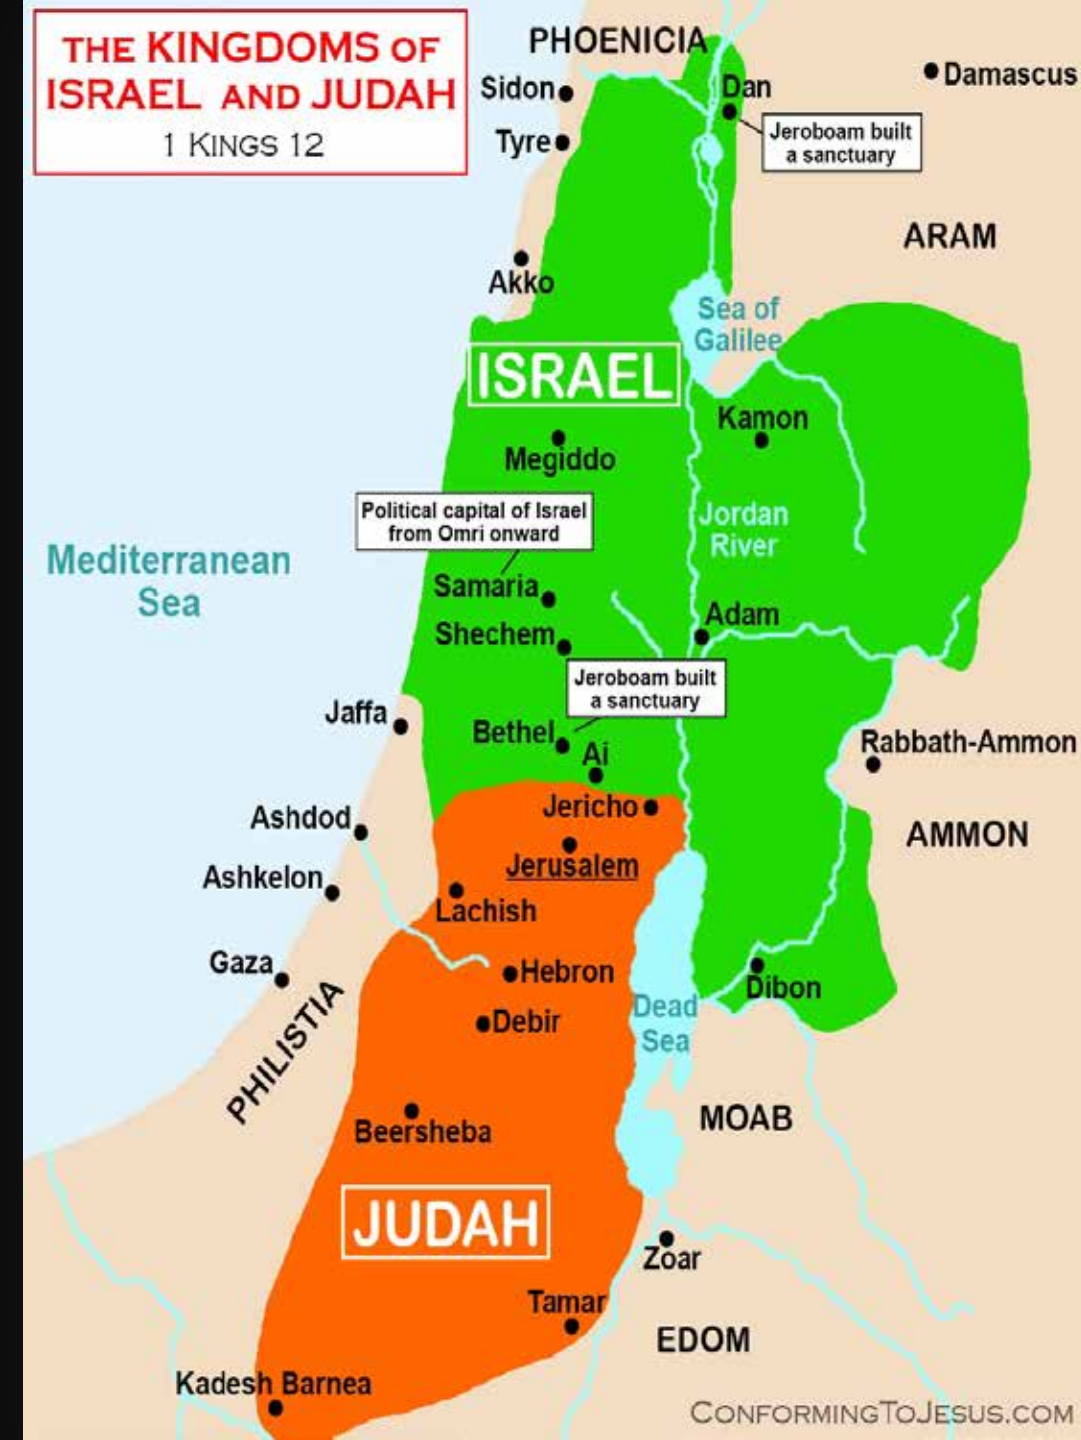 THE KINGDOMS OF
ISRAEL AND JUDAH
1 KINGS 12
PHOENICIA
Sidon
Dan
Damascus
Tyre
Jeroboam built
a sanctuary
ARAM
Akko
Sea of
Galilee
ISRAEL
Kamon
Megiddo
Political capital of Israel
from Omri onward
Jordan
River
Mediterranean
Sea
Samaria
Adam
Shechem
Jeroboam built
a sanctuary
Jaffa
Bethel
Ai
Rabbath-Ammon
Jericho
Ashdod
AMMON
Jerusalem
Ashkelon
Lachish
Gaza
Hebron
Dibon
Dead
Sea
Debir
PHILISTIA
MOAB
Beersheba
JUDAH
Zoar
Tamar
EDOM
Kadesh Barnea
CONFORMINGTOJESUS.COM